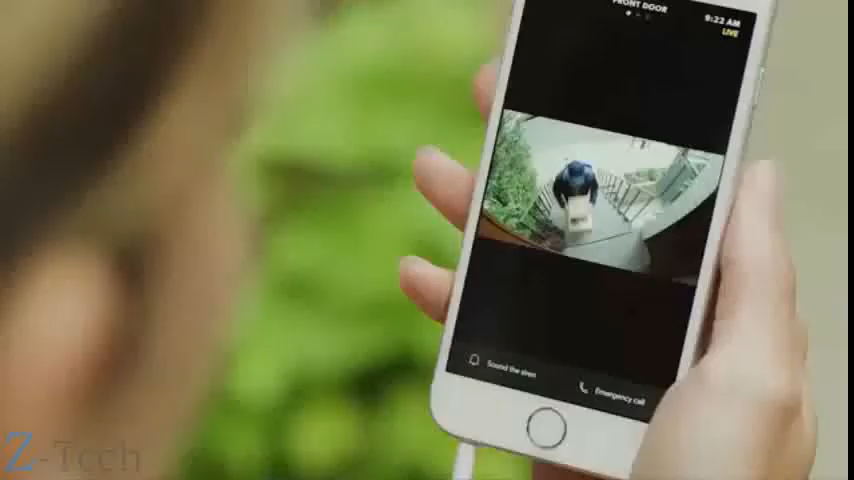 FRONT DOOR
9:22 AM
LIVE
Sound the siren
Emergency call
Z-Tech